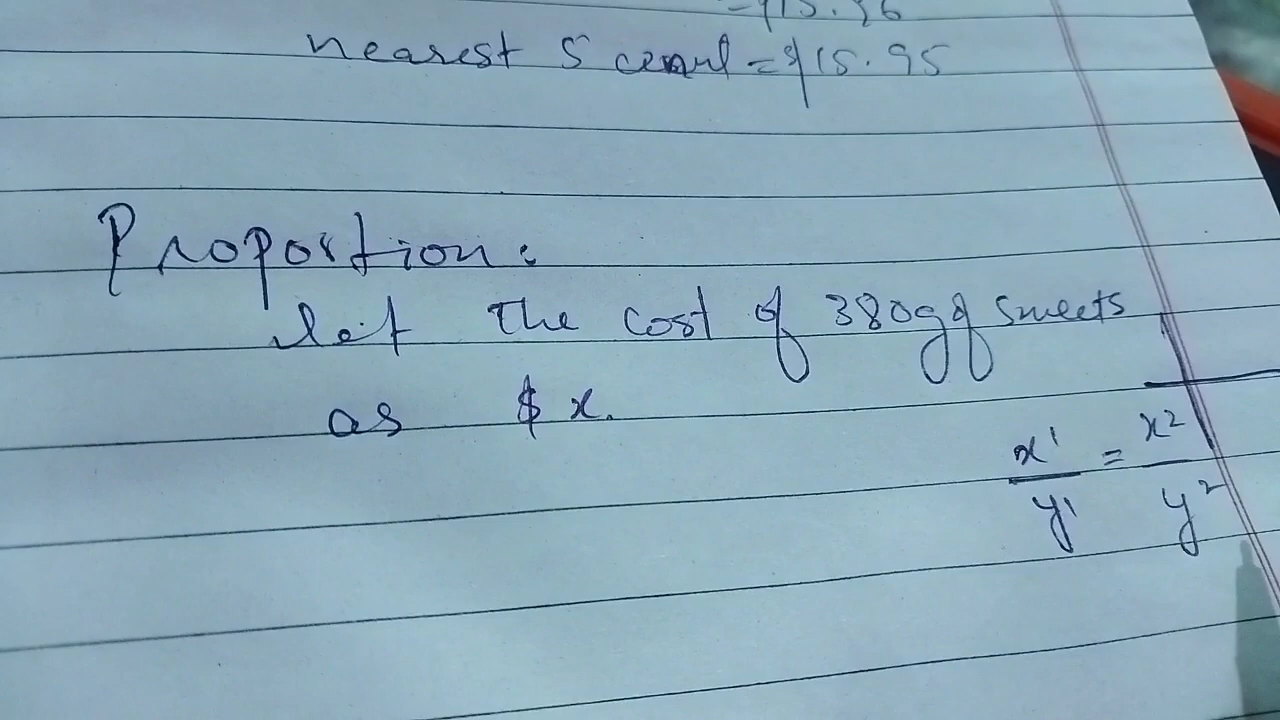 nearest 5 cent = $15.95
Proportion:
let the cost of 380g of sweets
as $ x.
x¹/y¹ = x²/y²